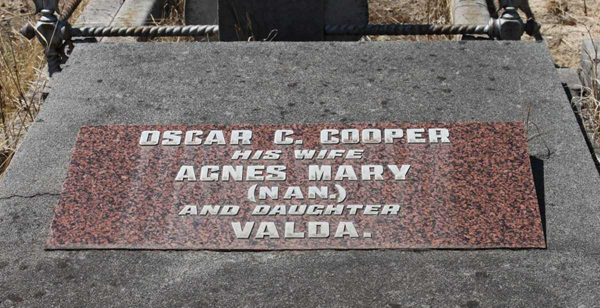 OSCAR C. COOPER
HIS WIFE
AGNES MARY
(NAN.)
AND DAUGHTER
VALDA.